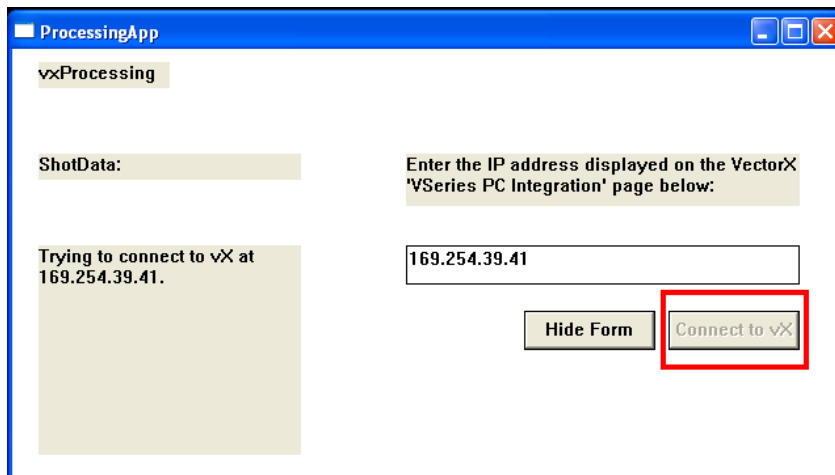 ProcessingApp
vxProcessing
ShotData:
Enter the IP address displayed on the VectorX
'VSeries PC Integration' page below:
Trying to connect to vX at
169.254.39.41.
169.254.39.41
Hide Form
Connect to vX